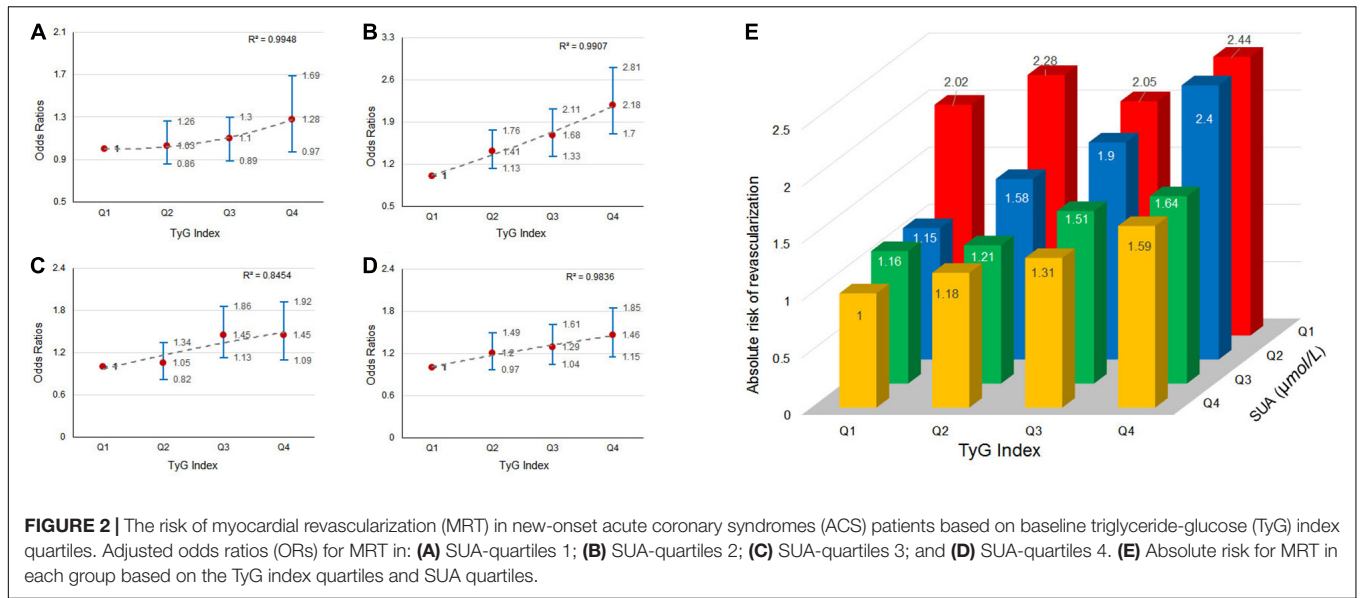 A
2.1
1.7
1.3
0.9
0.5
Odds Ratios
R² = 0.9948
1
1.26
1.03
0.86
1.3
1.1
0.89
1.69
1.28
0.97
Q1 Q2 Q3 Q4
TyG Index
B
3.3
2.6
1.9
1.2
0.5
Odds Ratios
R² = 0.9907
1
1.76
1.41
1.13
2.11
1.68
1.33
2.81
2.18
1.7
Q1 Q2 Q3 Q4
TyG Index
C
2.4
1.8
1.2
0.6
0
Odds Ratios
R² = 0.8454
1
1.34
1.05
0.82
1.86
1.45
1.13
1.92
1.45
1.09
Q1 Q2 Q3 Q4
TyG Index
D
2.4
1.8
1.2
0.6
0
Odds Ratios
R² = 0.9836
1
1.49
1.2
0.97
1.61
1.29
1.04
1.85
1.46
1.15
Q1 Q2 Q3 Q4
TyG Index
E
Absolute risk of revascularization
2.5
2
1.5
1
0.5
0
2.02 2.28 2.05 2.44
1.15 1.58 1.9 2.4
1.16 1.21 1.51 1.64
1 1.18 1.31 1.59
Q1 Q2 Q3 Q4
TyG Index
Q1
Q2
Q3
Q4
SUA (µmol/L)
FIGURE 2 | The risk of myocardial revascularization (MRT) in new-onset acute coronary syndromes (ACS) patients based on baseline triglyceride-glucose (TyG) index
quartiles. Adjusted odds ratios (ORs) for MRT in: (A) SUA-quartiles 1; (B) SUA-quartiles 2; (C) SUA-quartiles 3; and (D) SUA-quartiles 4. (E) Absolute risk for MRT in
each group based on the TyG index quartiles and SUA quartiles.